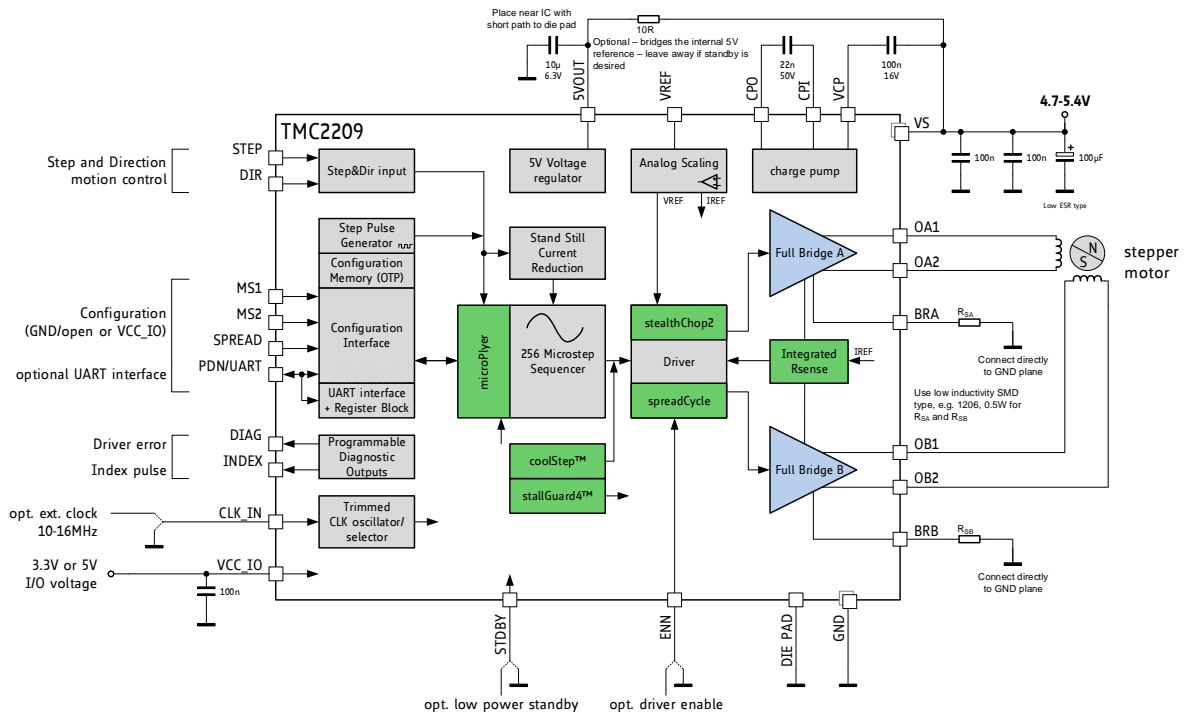 Place near IC with
short path to die pad
10µ
6.3V
10R
Optional – bridges the internal 5V
reference – leave away if standby is
desired
22n
50V
100n
16V
5VOUT
VREF
CPO
CPI
VCP
4.7-5.4V
VS
100n
100n
+
100µF
Low ESR type
TMC2209
Step and Direction
motion control
STEP
DIR
Step&Dir input
5V Voltage
regulator
Analog Scaling
VREF
IREF
charge pump
Step Pulse
Generator
Configuration
Memory (OTP)
Stand Still
Current
Reduction
Full Bridge A
OA1
OA2
N
S
stepper
motor
Configuration
(GND/open or VCC_IO)
optional UART interface
MS1
MS2
SPREAD
PDN/UART
Configuration
Interface
UART interface
+ Register Block
microPlyer
256 Microstep
Sequencer
stealthChop2
Driver
spreadCycle
Integrated
Rsense
IREF
BRA
RSA
Connect directly
to GND plane
Use low inductivity SMD
type, e.g. 1206, 0.5W for
RSA and RSB
Driver error
Index pulse
DIAG
INDEX
Programmable
Diagnostic
Outputs
coolStep™
stallGuard4™
Full Bridge B
OB1
OB2
opt. ext. clock
10-16MHz
CLK_IN
Trimmed
CLK oscillator/
selector
BRB
RSB
Connect directly
to GND plane
3.3V or 5V
I/O voltage
VCC_IO
100n
STDBY
ENN
DIE PAD
GND
opt. low power standby
opt. driver enable